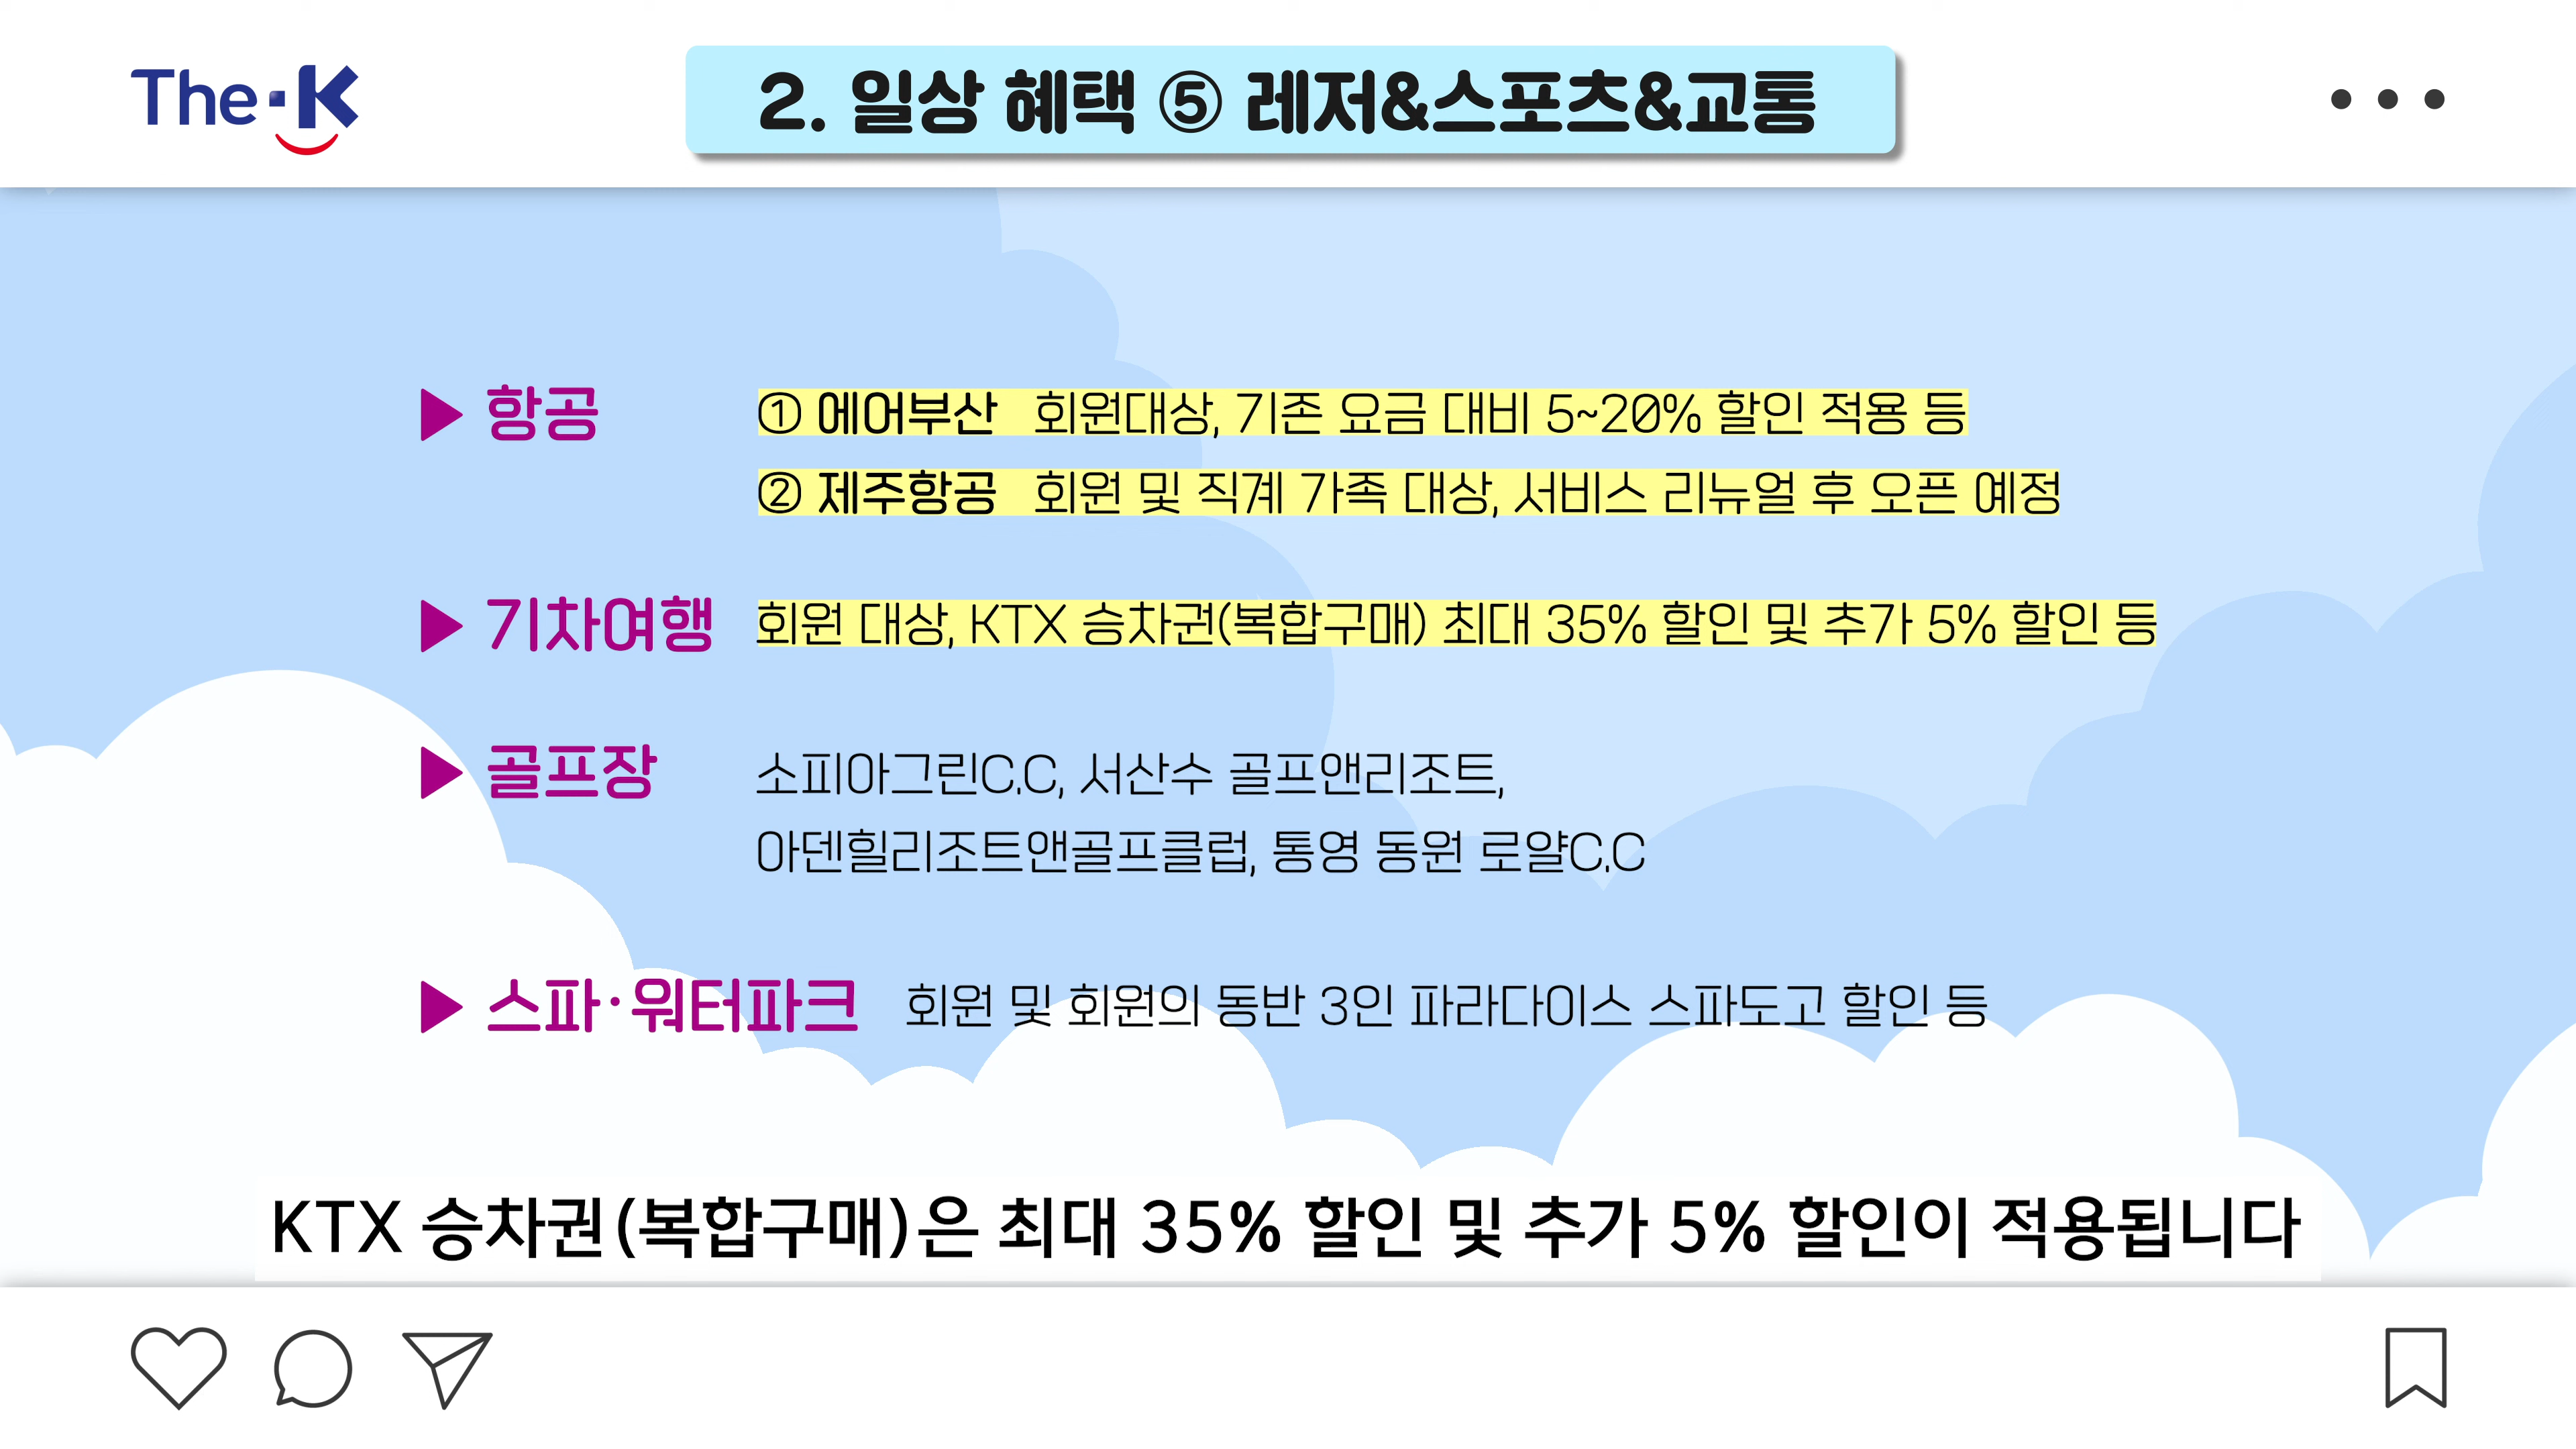 The·K
2. 일상 혜택 ⑤ 레저&스포츠&교통
▶ 항공 ① 에어부산 회원대상, 기존 요금 대비 5~20% 할인 적용 등
② 제주항공 회원 및 직계 가족 대상, 서비스 리뉴얼 후 오픈 예정
▶ 기차여행 회원 대상, KTX 승차권(복합구매) 최대 35% 할인 및 추가 5% 할인 등
▶ 골프장 소피아그린C.C, 서산수 골프앤리조트,
아덴힐리조트앤골프클럽, 통영 동원 로얄C.C
▶ 스파·워터파크 회원 및 회원의 동반 3인 파라다이스 스파도고 할인 등
KTX 승차권(복합구매)은 최대 35% 할인 및 추가 5% 할인이 적용됩니다